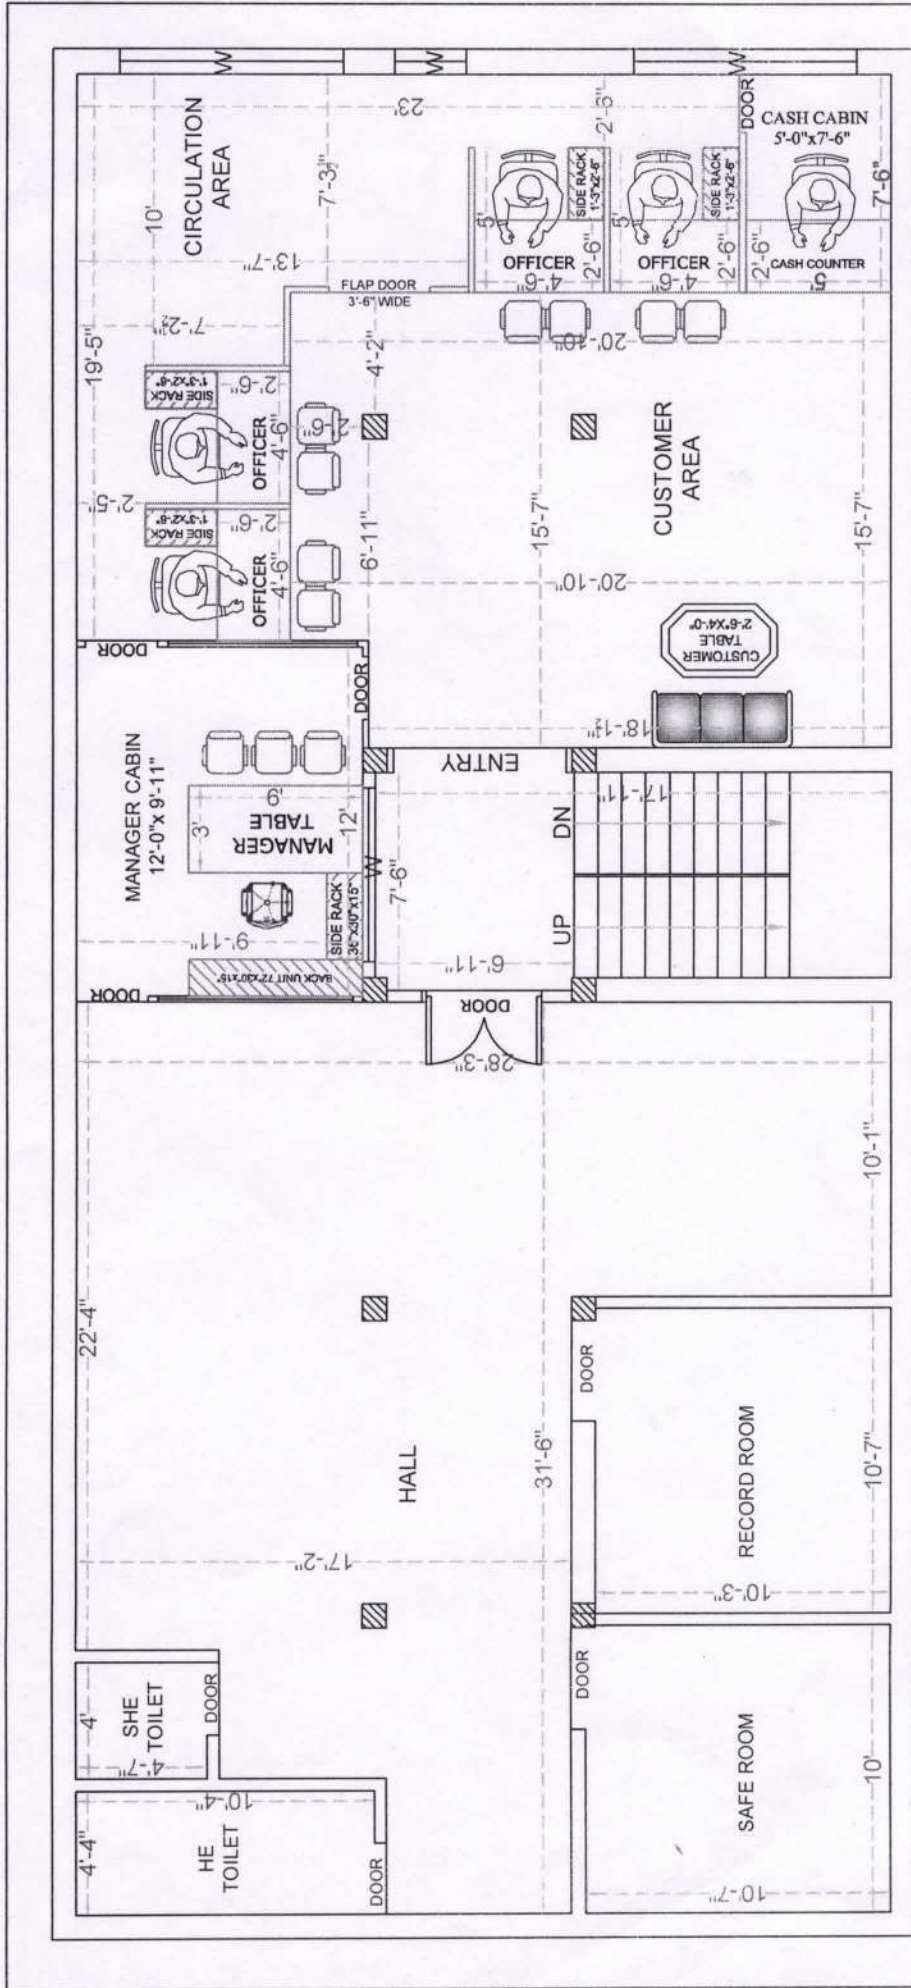 W
W
W
CIRCULATION
AREA
10'
23'
7'-3½"
13'-7"
7'-2½"
19'-5"
2'-6"
DOOR
CASH CABIN
5'-0"x7'-6"
7'-6"
SIDE RACK
1'-3"x2'-6"
SIDE RACK
1'-3"x2'-6"
5'
5'
OFFICER
4'-6"
2'-6"
OFFICER
4'-6"
2'-6"
2'-6"
CASH COUNTER
5'
FLAP DOOR
3'-6" WIDE
4'-2"
20'-10"
SIDE RACK
1'-3"x2'-6"
2'-6"
OFFICER
4'-9"
2'-6"
2'-5"
SIDE RACK
1'-3"x2'-6"
2'-6"
OFFICER
4'-6"
6'-11"
15'-7"
CUSTOMER
AREA
15'-7"
20'-10"
CUSTOMER
TABLE
2'-6"X4'-0"
18'-1½"
DOOR
DOOR
MANAGER CABIN
12'-0"x 9'-11"
MANAGER
TABLE
6'
3'
12'
W
SIDE RACK
36"x30"x15"
9'-11"
BACK UNIT 72"x30"x15"
DOOR
ENTRY
7'-6"
6'-11"
17'-11"
DN
UP
DOOR
28'-3"
10'-1"
22'-4"
HALL
31'-6"
17'-2"
DOOR
RECORD ROOM
10'-7"
10'-3"
SHE
TOILET
4'
4'-7"
DOOR
HE
TOILET
4'-4"
10'-4"
DOOR
DOOR
SAFE ROOM
10'
10'-7"